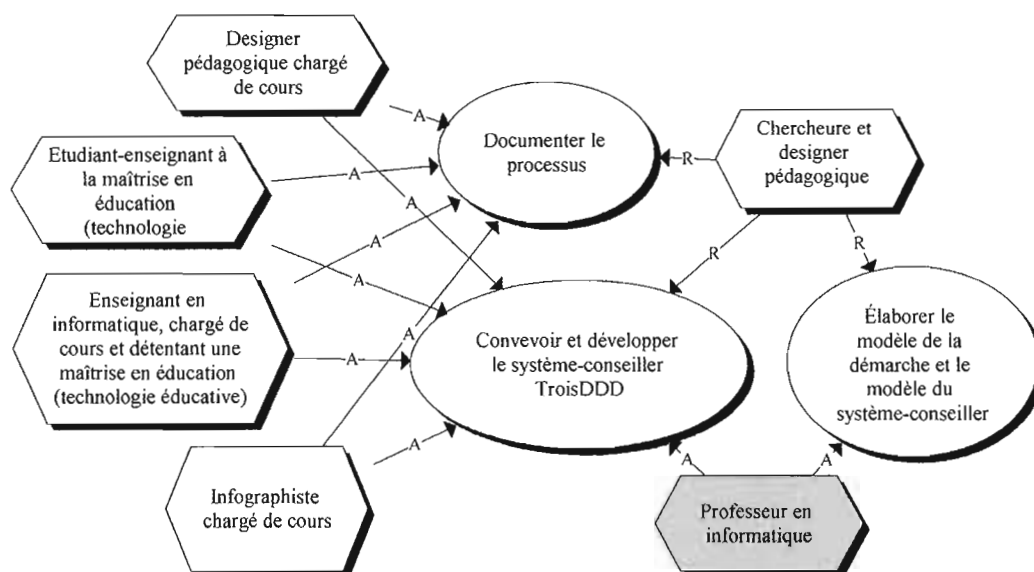 Designer
pédagogique chargé
de cours
Etudiant-enseignant à
la maîtrise en
éducation
(technologie
Enseignant en
informatique, chargé de
cours et détentant une
maîtrise en éducation
(technologie éducative)
Infographiste
chargé de cours
A
A
A
A
A
A
A
A
Documenter le
processus
Convevoir et développer
le système-conseiller
TroisDDD
R
R
R
Chercheure et
designer
pédagogique
Élaborer le
modèle de la
démarche et le
modèle du
système-conseiller
A
A
Professeur en
informatique